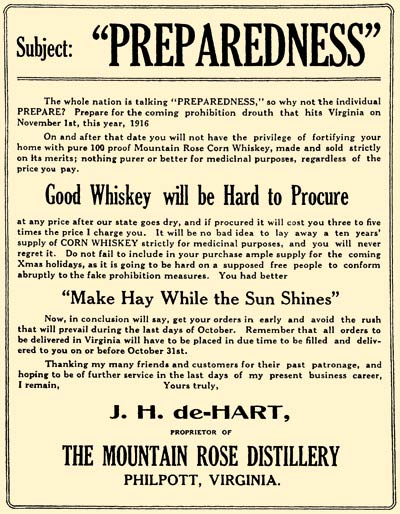 Subject: "PREPAREDNESS"
The whole nation is talking "PREPAREDNESS," so why not the individual
PREPARE? Prepare for the coming prohibition drouth that hits Virginia on
November 1st, this year, 1916
On and after that date you will not have the privilege of fortifying your
home with pure 100 proof Mountain Rose Corn Whiskey, made and sold strictly
on its merits; nothing purer or better for medicinal purposes, regardless of the
price you pay.
Good Whiskey will be Hard to Procure
at any price after our state goes dry, and if procured it will cost you three to five
times the price I charge you. It will be no bad idea to lay away a ten years'
supply of CORN WHISKEY strictly for medicinal purposes, and you will never
regret it. Do not fail to include in your purchase ample supply for the coming
Xmas holidays, as it is going to be hard on a supposed free people to conform
abruptly to the fake prohibition measures. You had better
"Make Hay While the Sun Shines"
Now, in conclusion will say, get your orders in early and avoid the rush
that will prevail during the last days of October. Remember that all orders to
be delivered in Virginia will have to be placed in due time to be filled and deliv-
ered to you on or before October 31st.
Thanking my many friends and customers for their past patronage, and
hoping to be of further service in the last days of my present business career,
I remain, Yours truly,
J. H. de-HART,
PROPRIETOR OF
THE MOUNTAIN ROSE DISTILLERY
PHILPOTT, VIRGINIA.